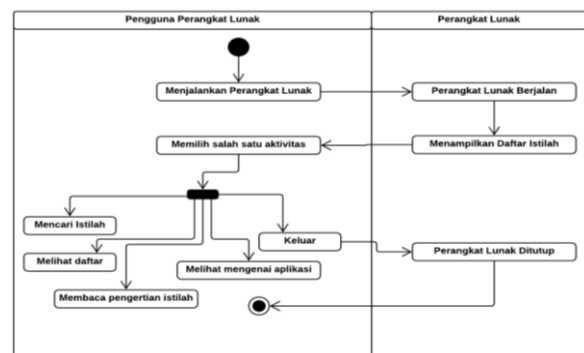 Pengguna Perangkat Lunak
Perangkat Lunak
Menjalankan Perangkat Lunak
Perangkat Lunak Berjalan
Memilih salah satu aktivitas
Menampilkan Daftar Istilah
Mencari Istilah
Keluar
Perangkat Lunak Ditutup
Melihat daftar
Melihat mengenai aplikasi
Membaca pengertian istilah